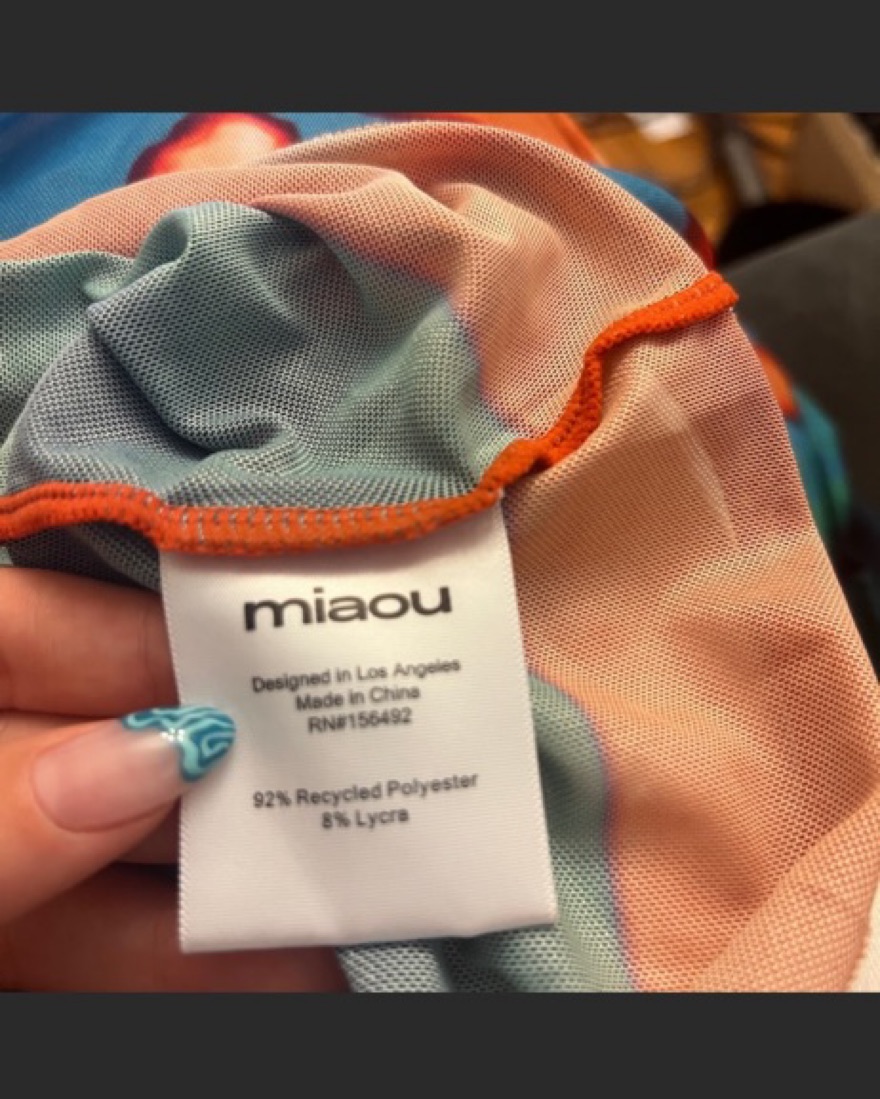 miaou
Designed in Los Angeles
Made in China
RN#156492
92% Recycled Polyester
8% Lycra